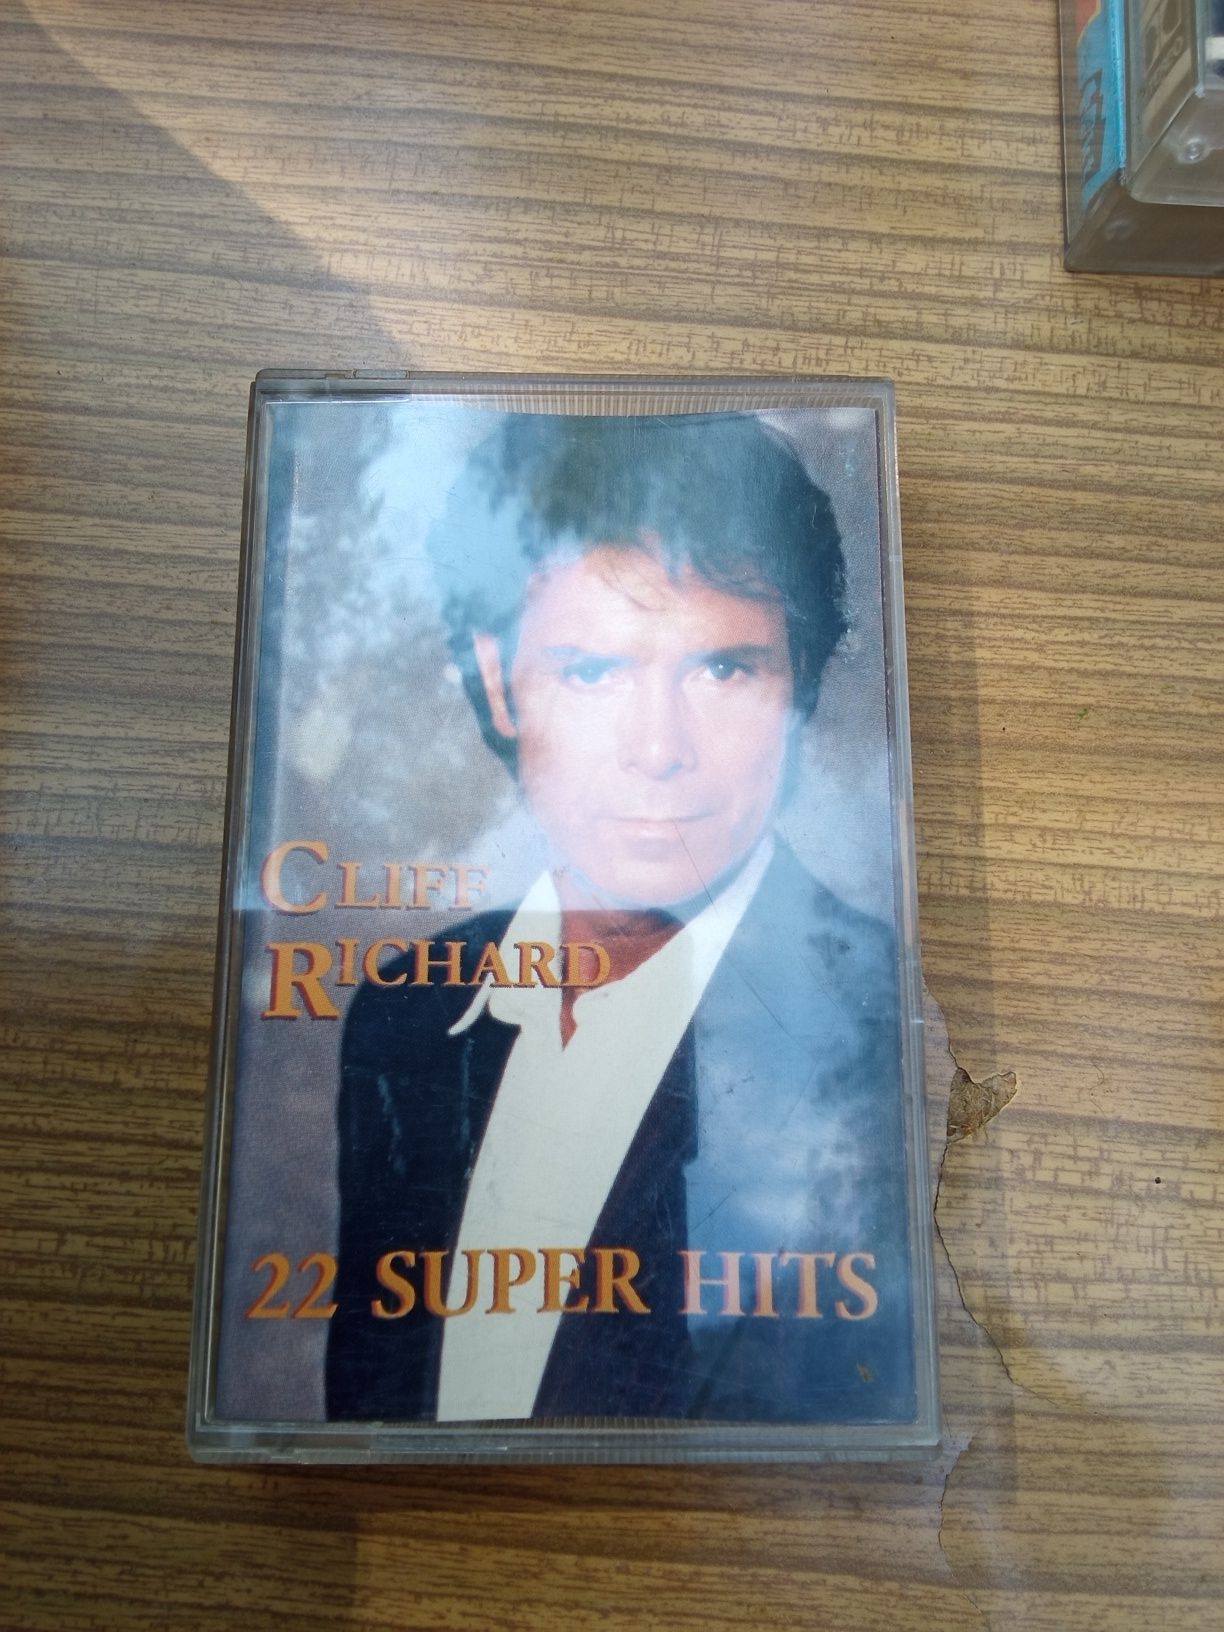 CLIFF
RICHARD
22 SUPER HITS